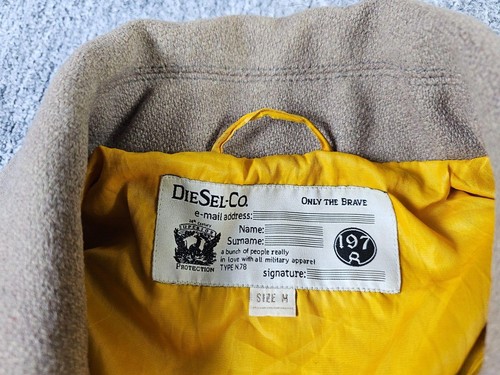 DIESEL-CO.
ONLY THE BRAVE
e-mail address:
Name:
Surname:
a bunch of people really
in love with all military apparel
PROTECTION
TYPE N.78
signature:
197
8
SIZE M